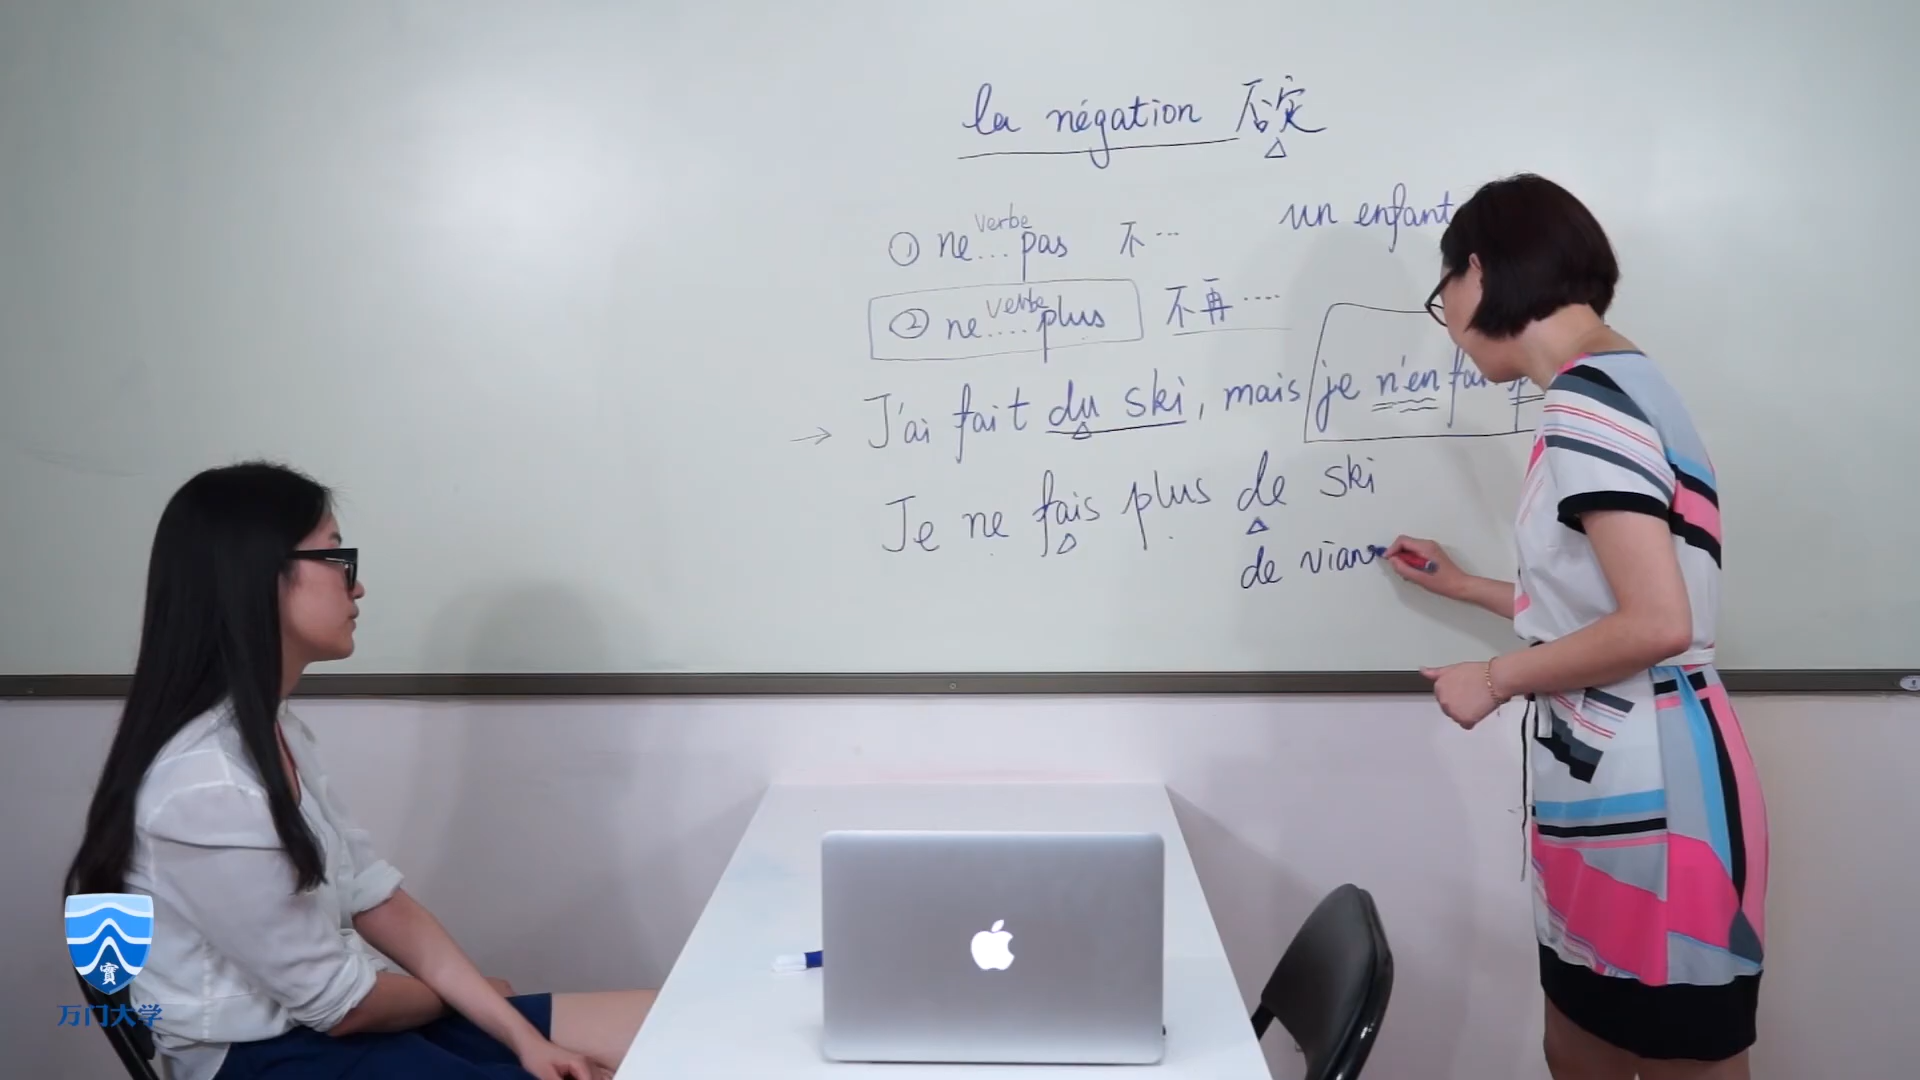 la négation 否定
un enfant
verbe
① ne...pas 不...
verbe
② ne....plus 不再....
→ J'ai fait du ski, mais je n'en
Je ne fais plus de ski
de
實
万门大学